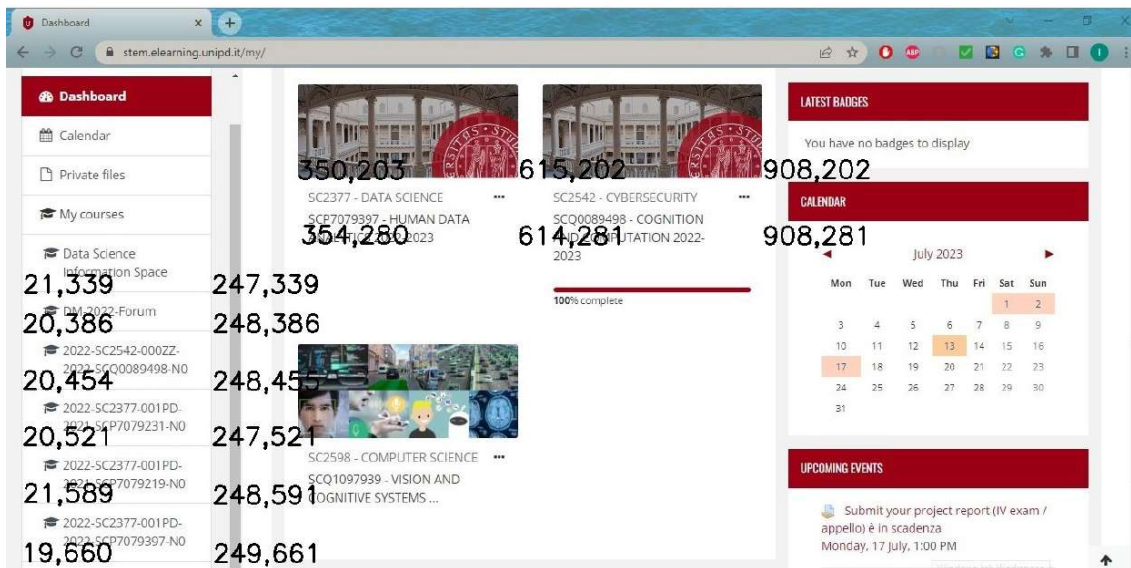 Dashboard
stem.elearning.unipd.it/my/
ABP
Dashboard
Calendar
Private files
My courses
Data Science
Information Space
DM-2022-Forum
2022-SC2542-000ZZ-
2022-SCQ0089498-N0
2022-SC2377-001PD-
2021-SCP7079231-N0
2022-SC2377-001PD-
2022-SCP7079219-N0
2022-SC2377-001PD-
2022-SCP7079397-N0
21,339
247,339
20,386
248,386
20,454
248,455
20,521
247,521
21,589
248,591
19,660
249,661
350,203
615,202
908,202
354,280
614,281
908,281
SC2377 - DATA SCIENCE
SCP7079397 - HUMAN DATA
ANALYTICS 2022-2023
SC2542 - CYBERSECURITY
SCQ0089498 - COGNITION
AND COMPUTATION 2022-
2023
100% complete
SC2598 - COMPUTER SCIENCE
SCQ1097939 - VISION AND
COGNITIVE SYSTEMS ...
LATEST BADGES
You have no badges to display
CALENDAR
July 2023
Mon Tue Wed Thu Fri Sat Sun
1 2
3 4 5 6 7 8 9
10 11 12 13 14 15 16
17 18 19 20 21 22 23
24 25 26 27 28 29 30
31
UPCOMING EVENTS
Submit your project report (IV exam /
appello) è in scadenza
Monday, 17 July, 1:00 PM